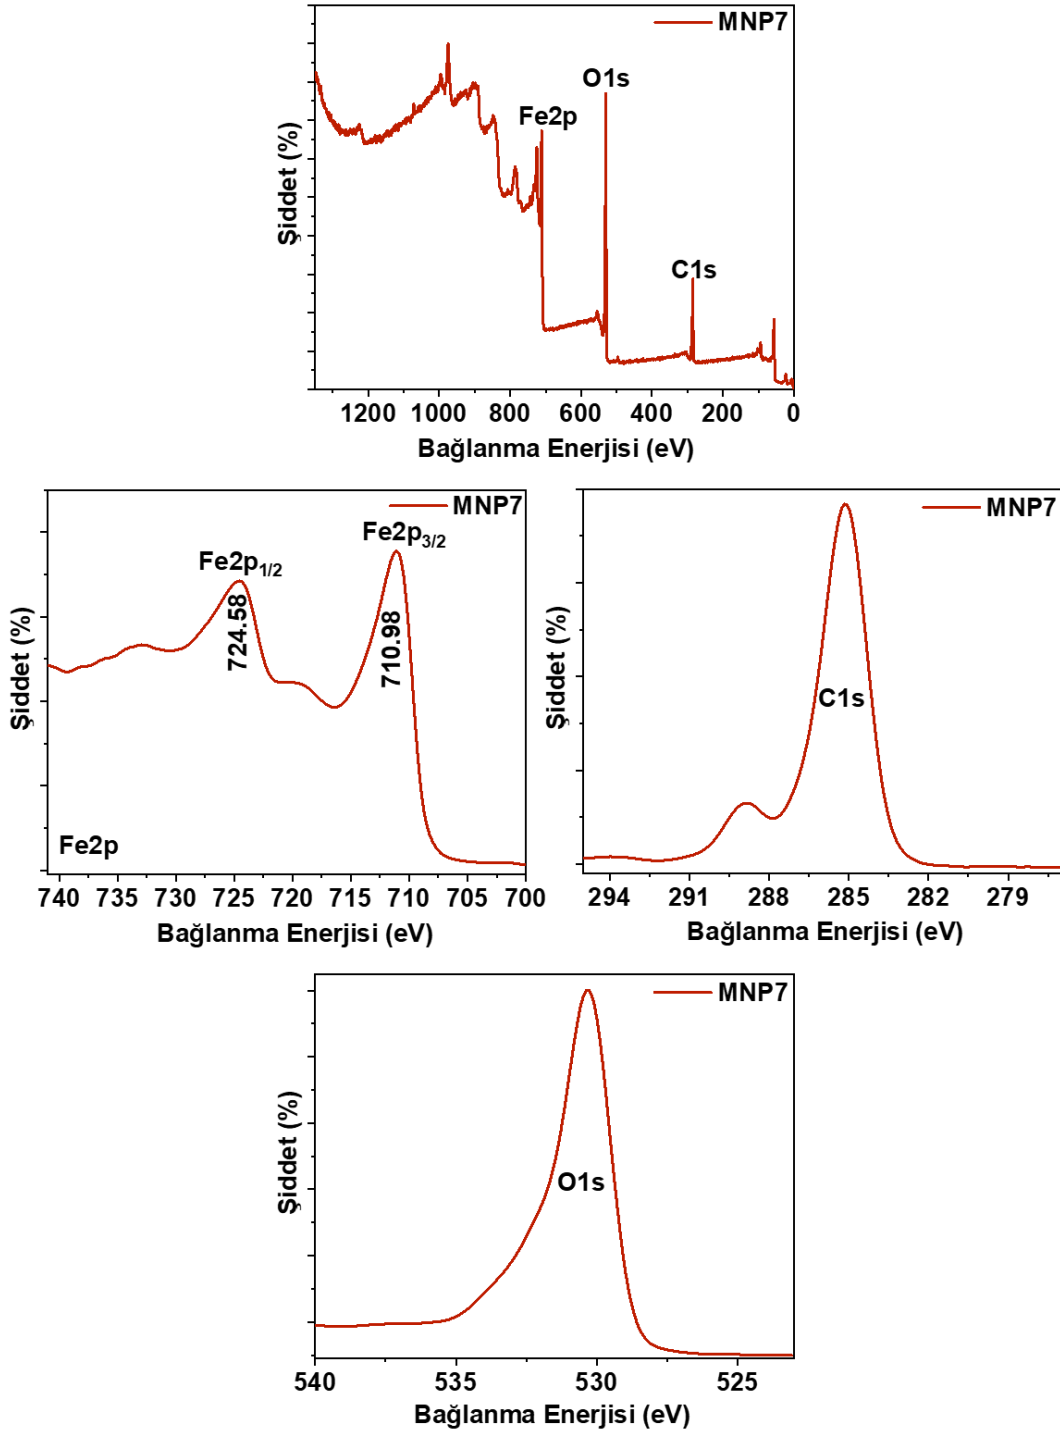 MNP7
O1s
Fe2p
C1s
Şiddet (%)
1200 1000 800 600 400 200 0
Bağlanma Enerjisi (eV)
MNP7
Fe2p3/2
Fe2p1/2
724.58
710.98
Şiddet (%)
Fe2p
740 735 730 725 720 715 710 705 700
Bağlanma Enerjisi (eV)
MNP7
C1s
Şiddet (%)
294 291 288 285 282 279
Bağlanma Enerjisi (eV)
MNP7
O1s
Şiddet (%)
540 535 530 525
Bağlanma Enerjisi (eV)